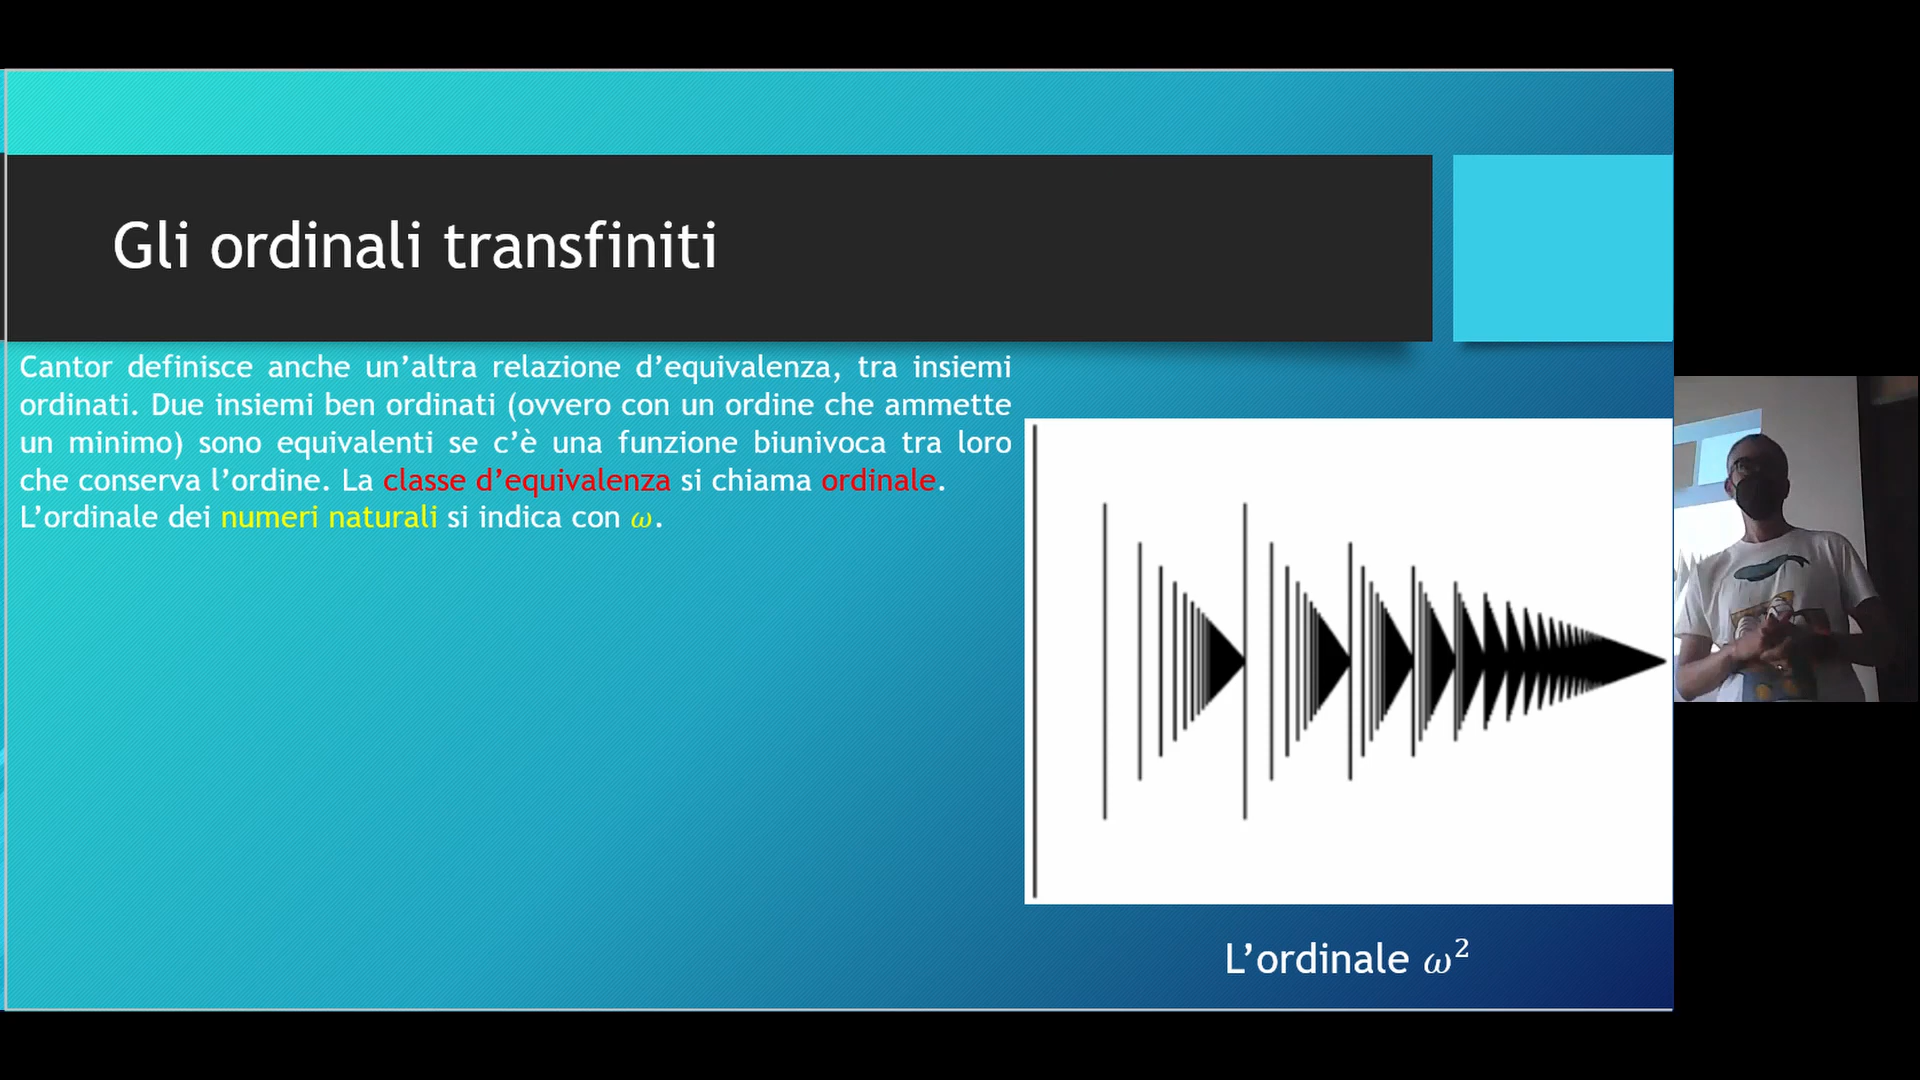 Gli ordinali transfiniti
Cantor definisce anche un’altra relazione d’equivalenza, tra insiemi
ordinati. Due insiemi ben ordinati (ovvero con un ordine che ammette
un minimo) sono equivalenti se c’è una funzione biunivoca tra loro
che conserva l’ordine. La classe d’equivalenza si chiama ordinale.
L’ordinale dei numeri naturali si indica con ω.
L’ordinale ω²